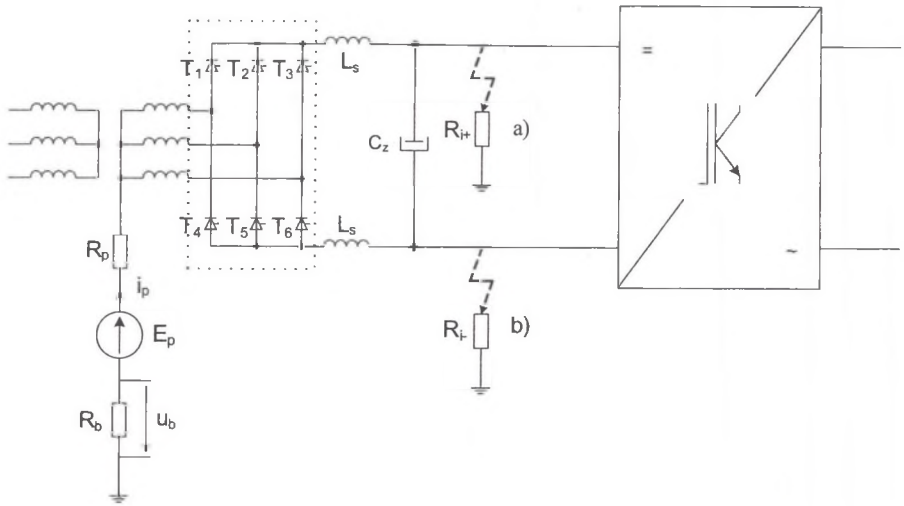 T1 T2 T3
Ls
=
Cz
Ri+
a)
T4 T5 T6
Ls
~
Rp
ip
Ri-
b)
Ep
Rb
ub